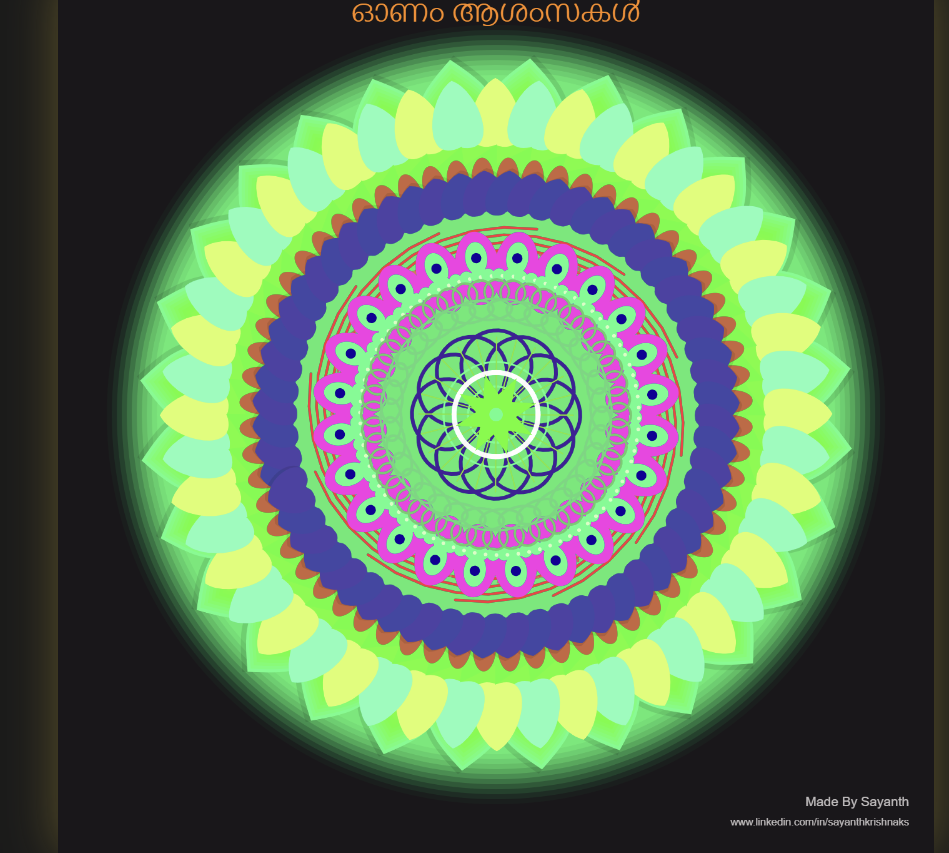 ഓണം ആശംസകൾ
Made By Sayanth
www.linkedin.com/in/sayanthkrishnaks